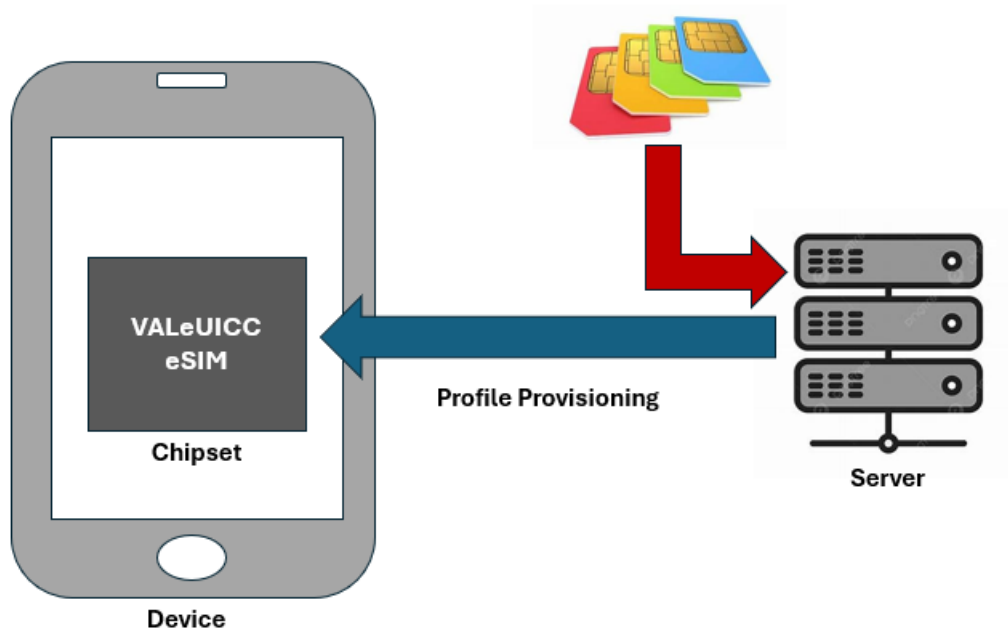 VALeUICC
eSIM
Profile Provisioning
Chipset
Server
Device